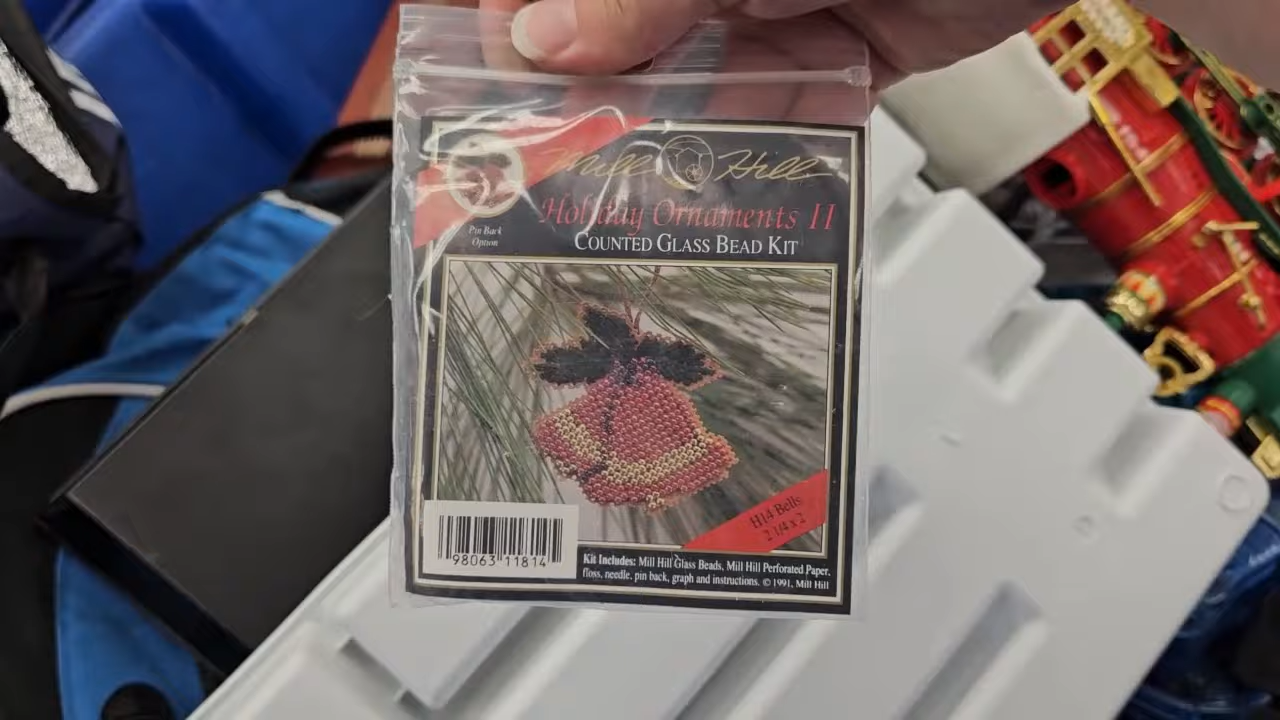 Mill Hill
Holiday Ornaments II
COUNTED GLASS BEAD KIT
Pin Back
Option
H14 Bells
2 1/4 x 2
98063 11814
Kit Includes: Mill Hill Glass Beads, Mill Hill Perforated Paper,
floss, needle, pin back, graph and instructions. © 1991, Mill Hill